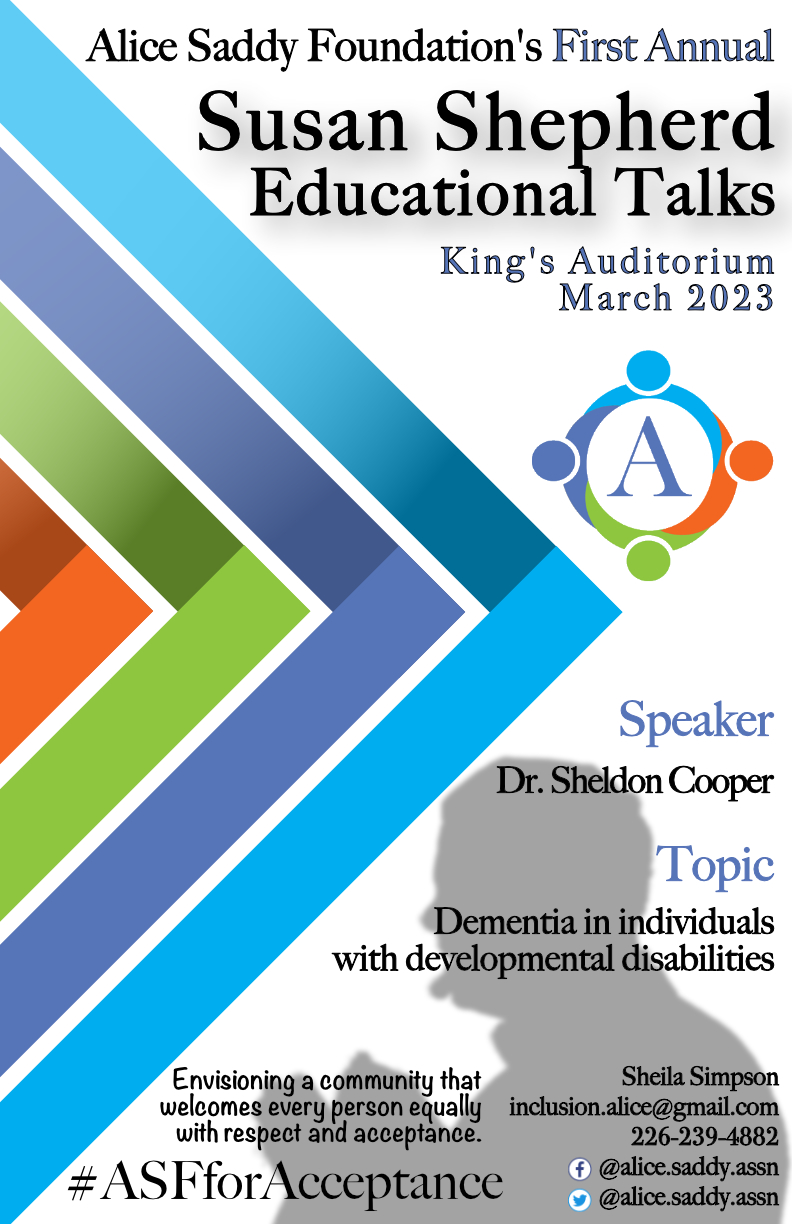 Alice Saddy Foundation's First Annual
Susan Shepherd
Educational Talks
King's Auditorium
March 2023
A
Speaker
Dr. Sheldon Cooper
Topic
Dementia in individuals
with developmental disabilities
Envisioning a community that
welcomes every person equally
with respect and acceptance.
#ASFforAcceptance
Sheila Simpson
inclusion.alice@gmail.com
226-239-4882
@alice.saddy.assn
@alice.saddy.assn